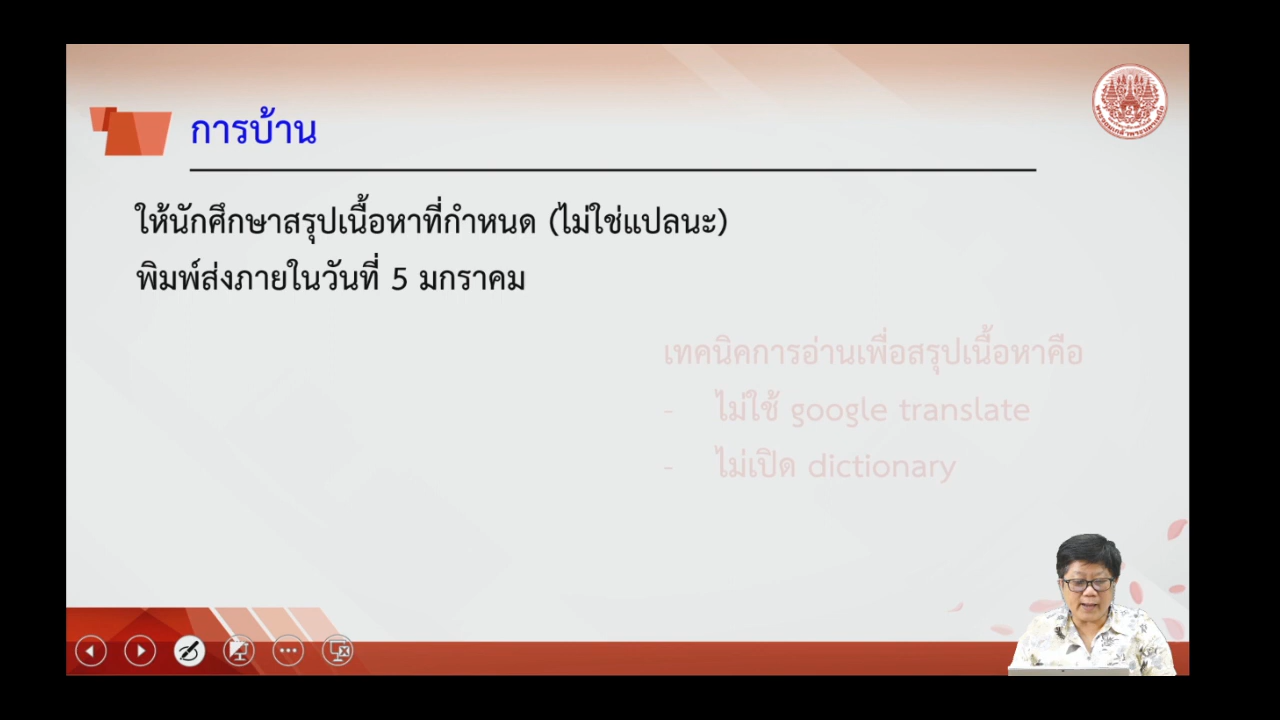 การบ้าน
ให้นักศึกษาสรุปเนื้อหาที่กำหนด (ไม่ใช่แปลนะ)
พิมพ์ส่งภายในวันที่ 5 มกราคม
เทคนิคการอ่านเพื่อสรุปเนื้อหาคือ
- ไม่ใช้ google translate
- ไม่เปิด dictionary